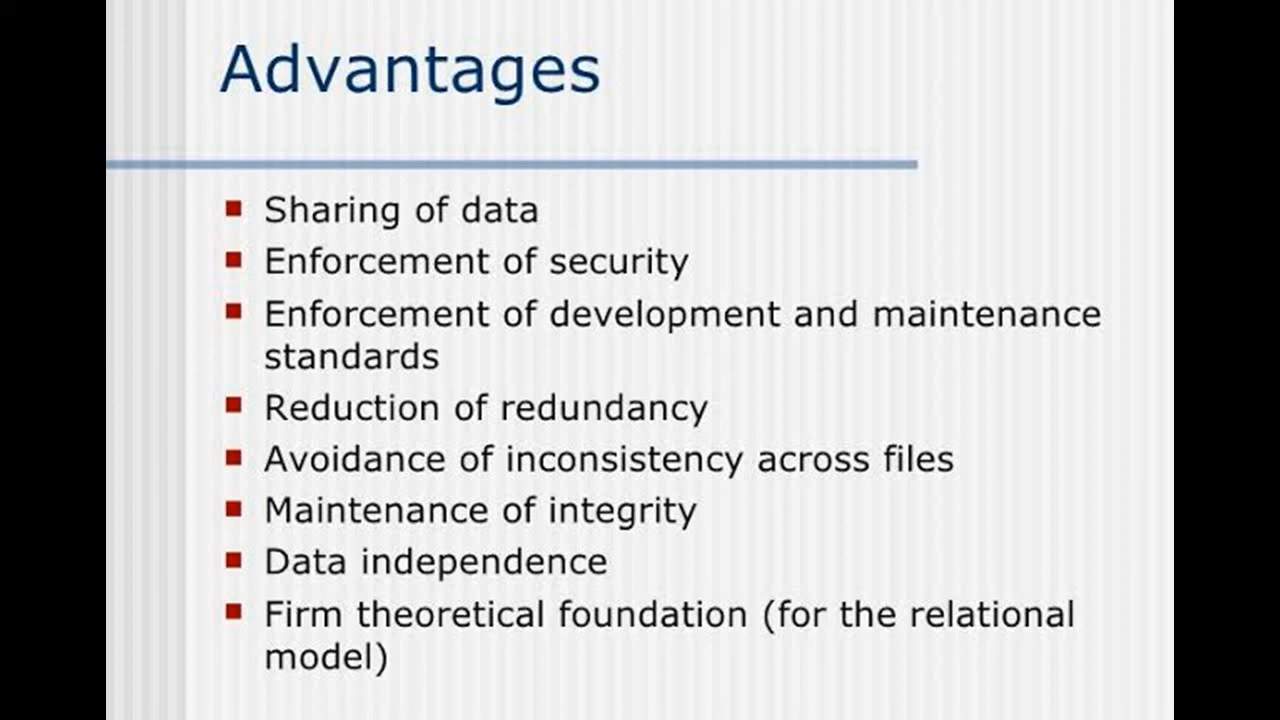 Advantages
Sharing of data
Enforcement of security
Enforcement of development and maintenance
standards
Reduction of redundancy
Avoidance of inconsistency across files
Maintenance of integrity
Data independence
Firm theoretical foundation (for the relational
model)